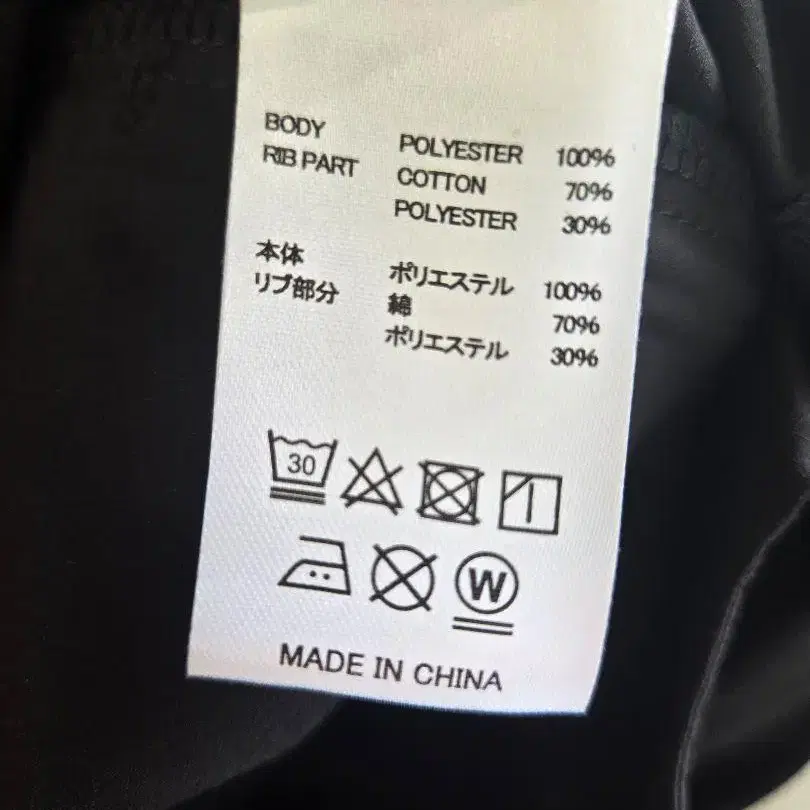 BODY POLYESTER 100%
RIB PART COTTON 70%
POLYESTER 30%
本体 ポリエステル 100%
リブ部分 綿 70%
ポリエステル 30%
30
W
MADE IN CHINA